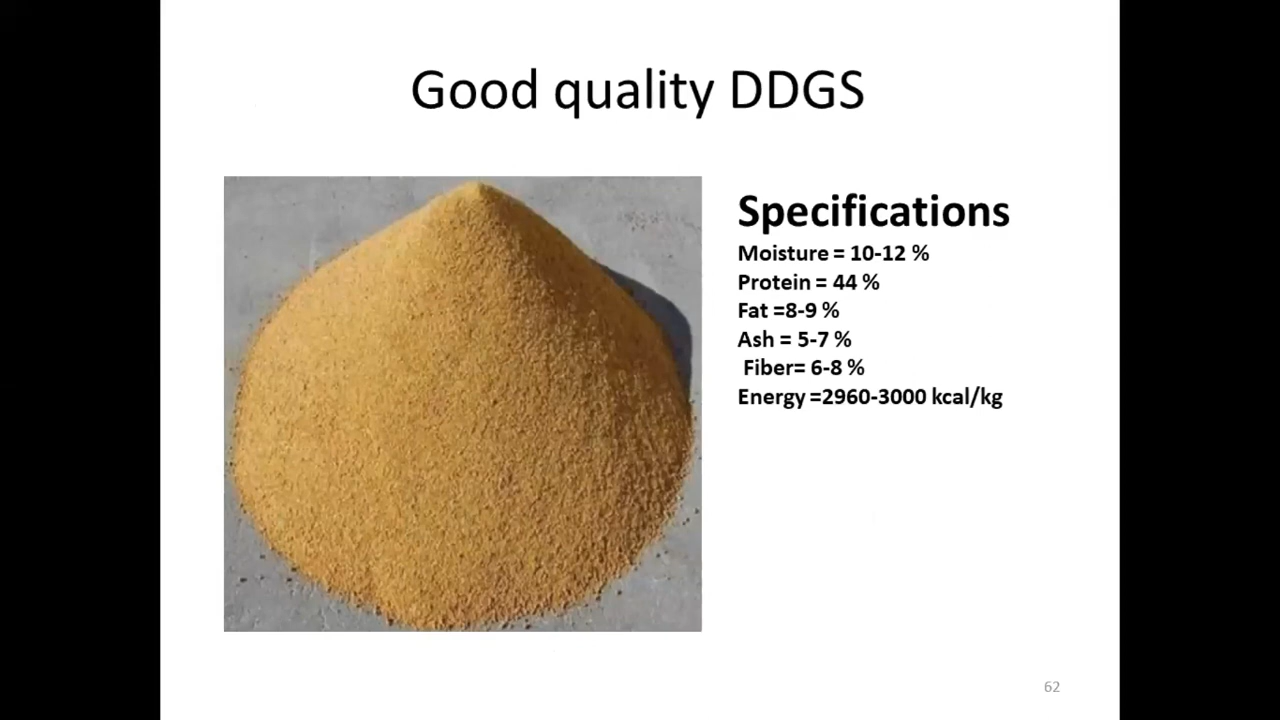 Good quality DDGS
Specifications
Moisture = 10-12 %
Protein = 44 %
Fat =8-9 %
Ash = 5-7 %
Fiber= 6-8 %
Energy =2960-3000 kcal/kg
62